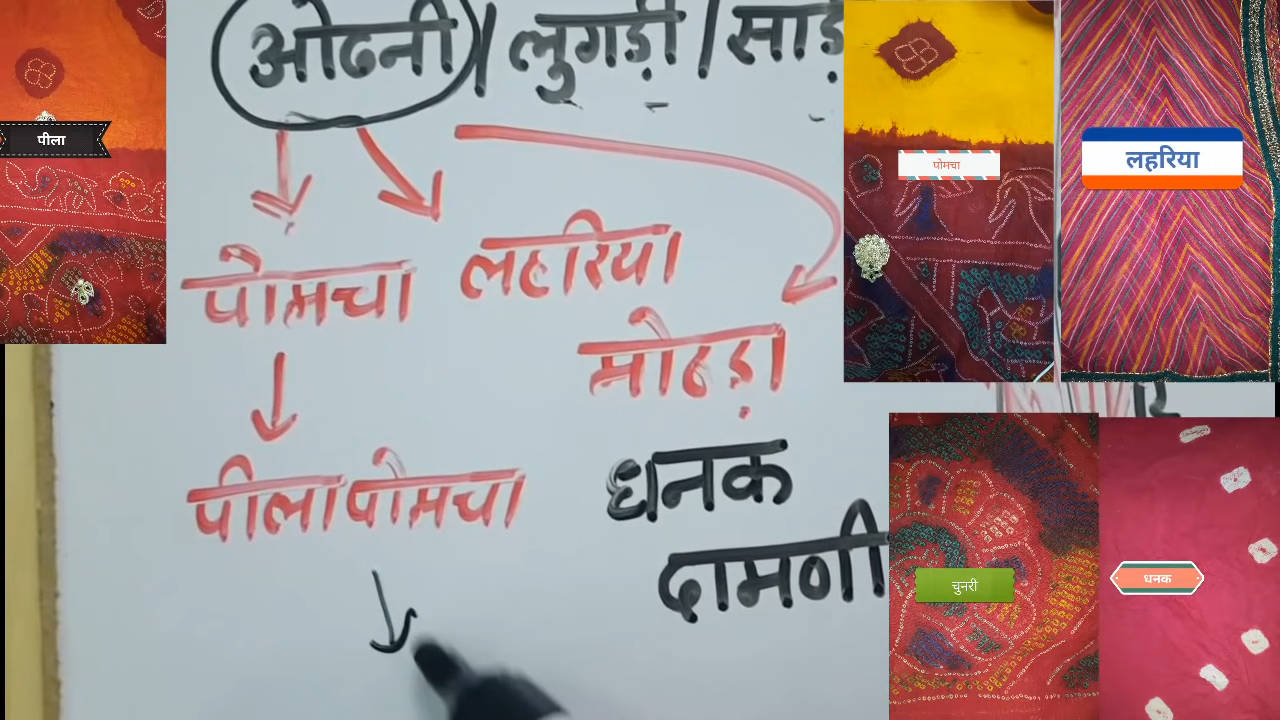 ओढनी / लुगड़ी / साड़
पोमचा लहरिया
मोठड़ा
पीला पोमचा
धनक
दामणी
पीला
पोमचा
लहरिया
चुनरी
धनक